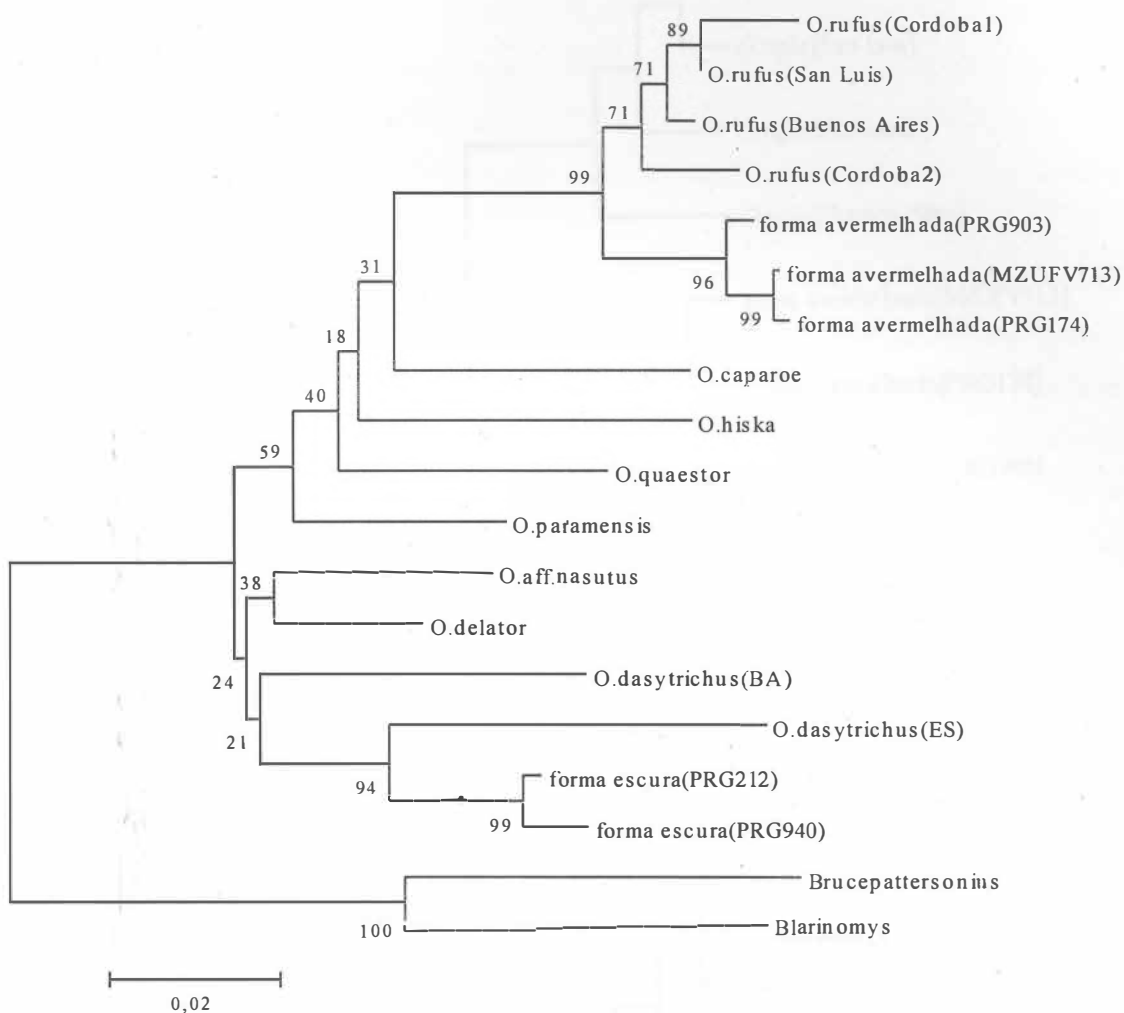 O.rufus(Cordoba1)
89
O.rufus(San Luis)
71
O.rufus(Buenos Aires)
71
O.rufus(Cordoba2)
99
forma avermelhada(PRG903)
forma avermelhada(MZUFV713)
96
forma avermelhada(PRG174)
99
31
O.caparoe
18
O.hiska
40
O.quaestor
59
O.paramensis
O.aff.nasutus
38
O.delator
O.dasytrichus(BA)
24
O.dasytrichus(ES)
21
forma escura(PRG212)
94
forma escura(PRG940)
99
Brucepattersonius
Blarinomys
100
0,02